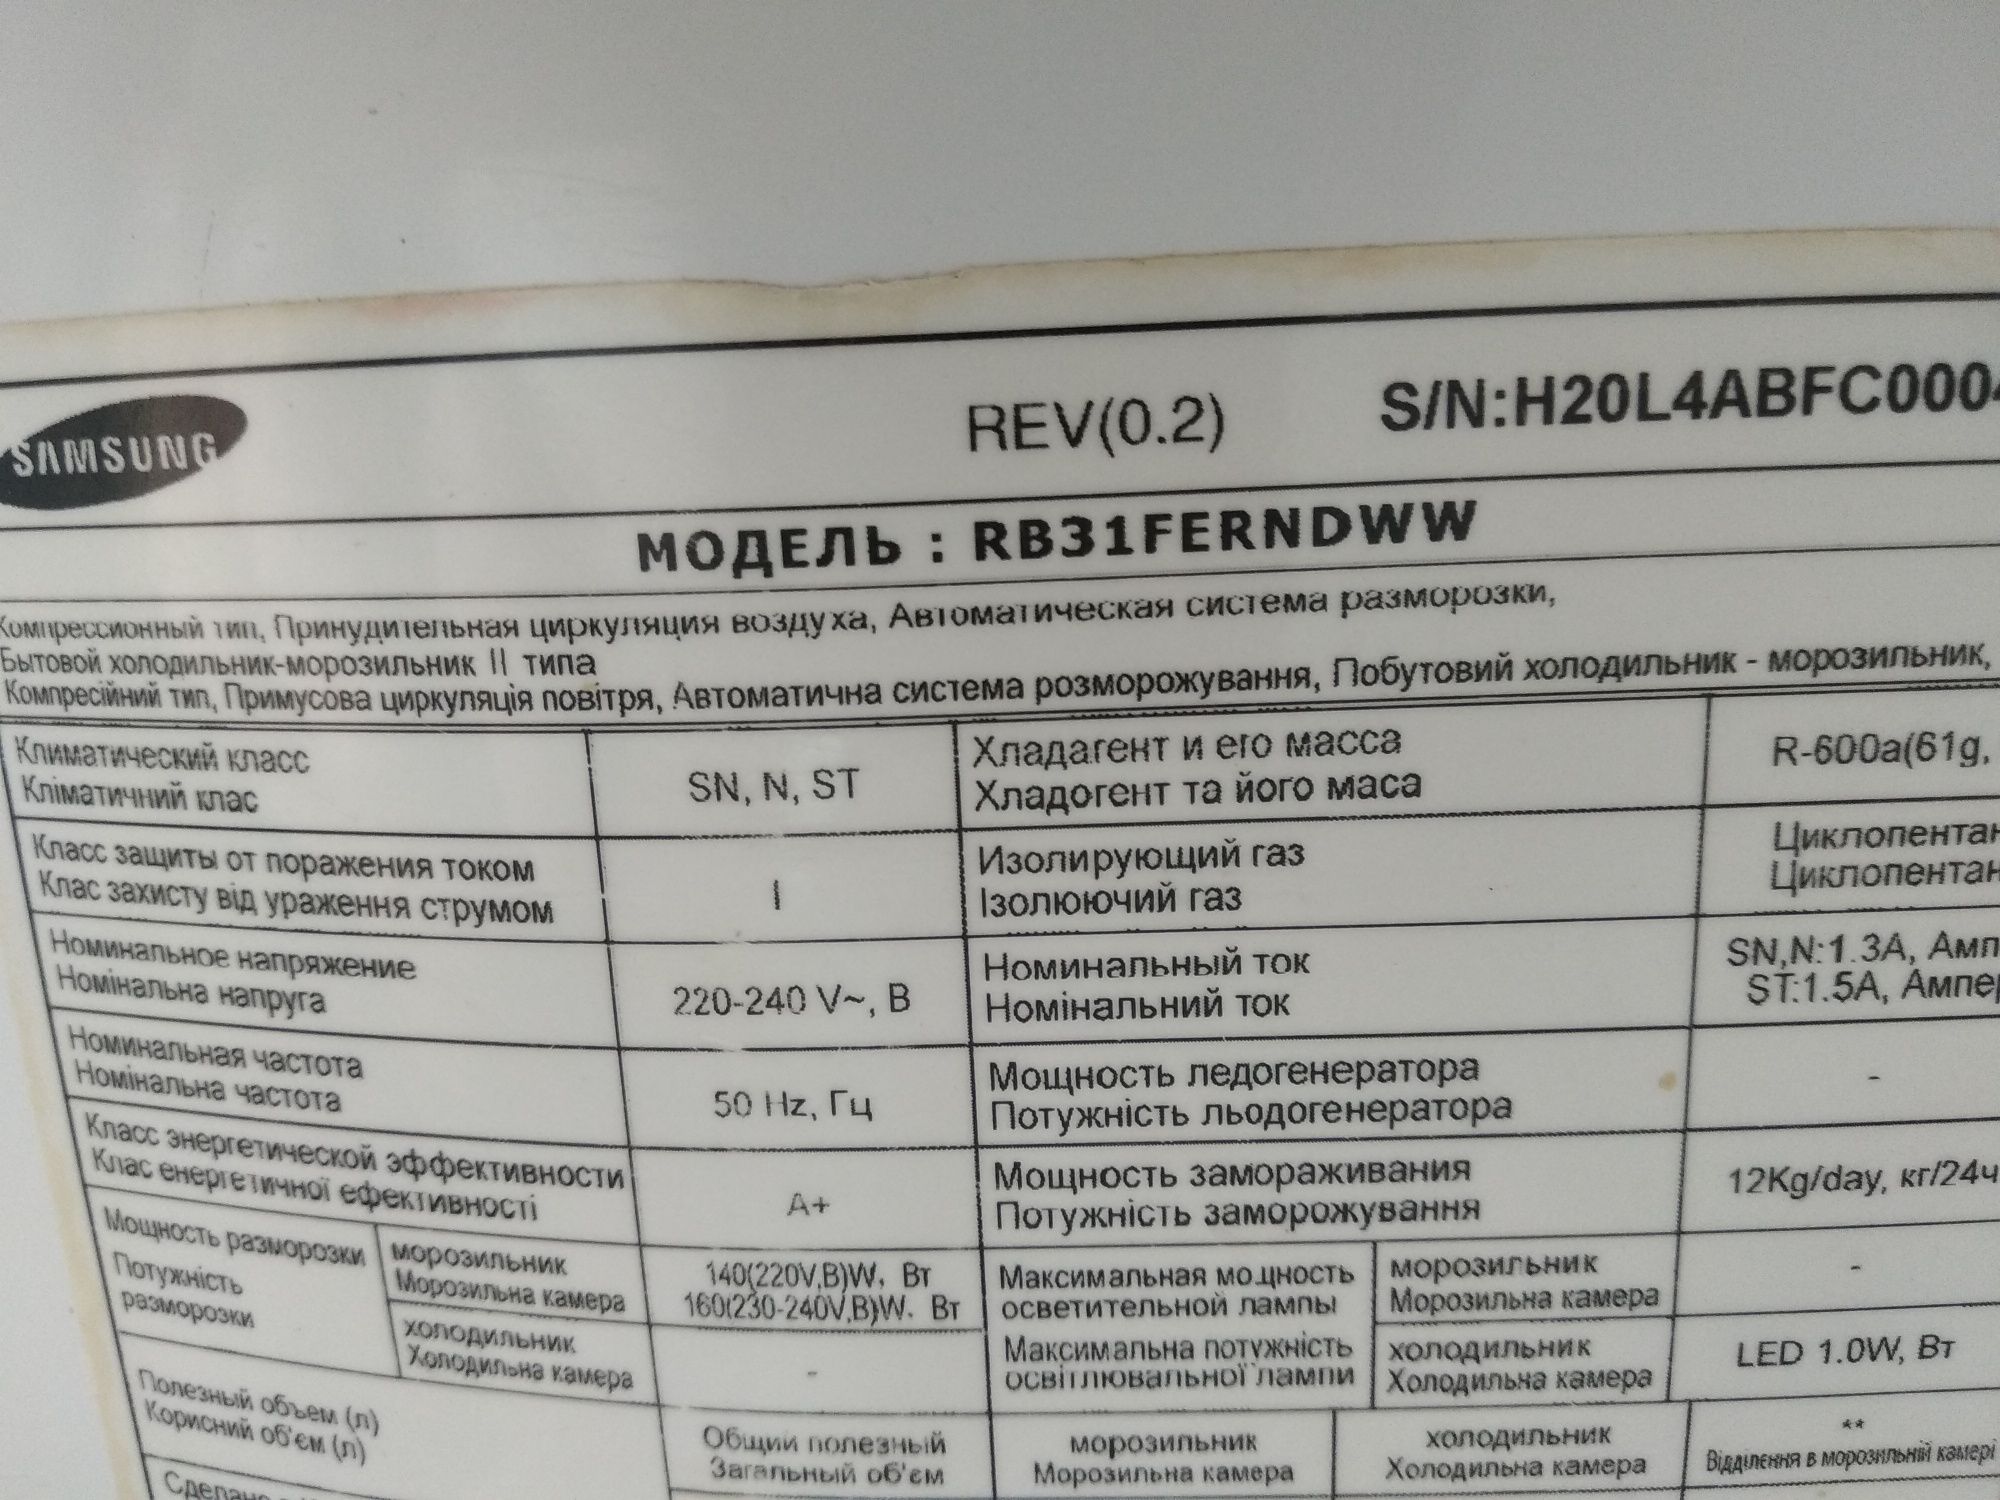 SAMSUNG REV(0.2) S/N:H20L4ABFC000
МОДЕЛЬ : RB31FERNDWW
Компрессионный тип, Принудительная циркуляция воздуха, Автоматическая система разморозки,
Бытовой холодильник-морозильник II типа
Компресійний тип, Примусова циркуляція повітря, Автоматична система розморожування, Побутовий холодильник - морозильник,
Климатический класс
Кліматичний клас
SN, N, ST
Хладагент и его масса
Хладогент та його маса
R-600a(61g,
Класс защиты от поражения током
Клас захисту від ураження струмом
I
Изолирующий газ
Ізолюючий газ
Циклопентан
Циклопентан
Номинальное напряжение
Номінальна напруга
220-240 V~, В
Номинальный ток
Номінальний ток
SN,N:1.3A, Амп
ST:1.5A, Ампер
Номинальная частота
Номінальна частота
50 Hz, Гц
Мощность ледогенератора
Потужність льодогенератора
-
Класс энергетической эффективности
Клас енергетичної ефективності
A+
Мощность замораживания
Потужність заморожування
12Kg/day, кг/24ч
Мощность разморозки
Потужність
разморозки
морозильник
Морозильна камера
140(220V,В)W, Вт
160(230-240V,В)W. Вт
холодильник
Холодильна камера
-
Максимальная мощность
осветительной лампы
Максимальна потужність
освітлювальної лампи
морозильник
Морозильна камера
-
холодильник
Холодильна камера
LED 1.0W, Вт
Полезный объем (л)
Корисний об'єм (л)
Общий полезный
Загальный об'єм
морозильник
Морозильна камера
холодильник
Холодильна камера
**
Відділення в морозильній камері
Сделано